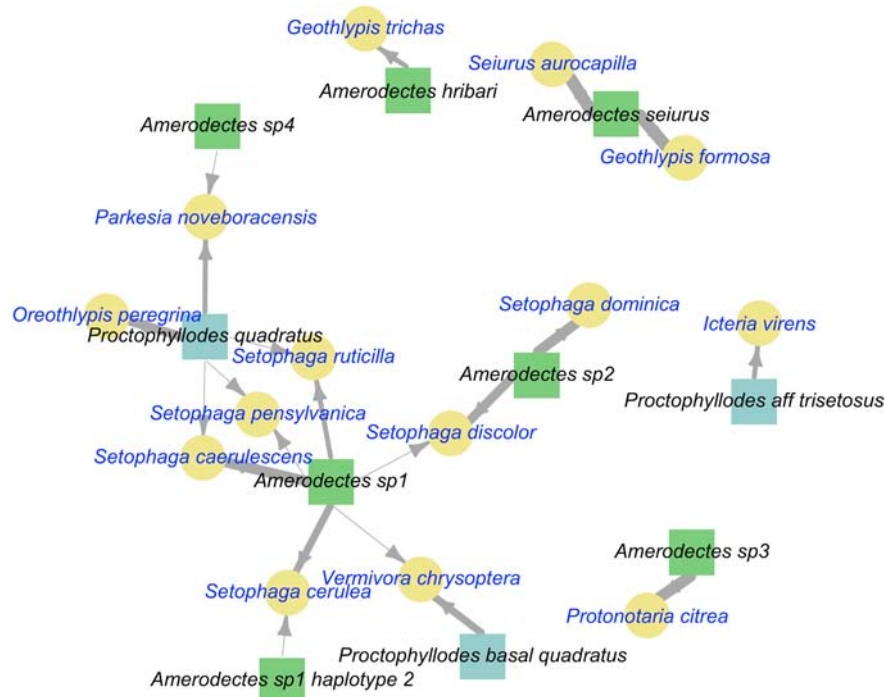 Geothlypis trichas
Seiurus aurocapilla
Amerodectes hribari
Amerodectes seiurus
Amerodectes sp4
Geothlypis formosa
Parkesia noveboracensis
Setophaga dominica
Oreothlypis peregrina
Icteria virens
Proctophyllodes quadratus
Setophaga ruticilla
Amerodectes sp2
Proctophyllodes aff trisetosus
Setophaga pensylvanica
Setophaga discolor
Setophaga caerulescens
Amerodectes sp1
Amerodectes sp3
Vermivora chrysoptera
Setophaga cerulea
Protonotaria citrea
Proctophyllodes basal quadratus
Amerodectes sp1 haplotype 2